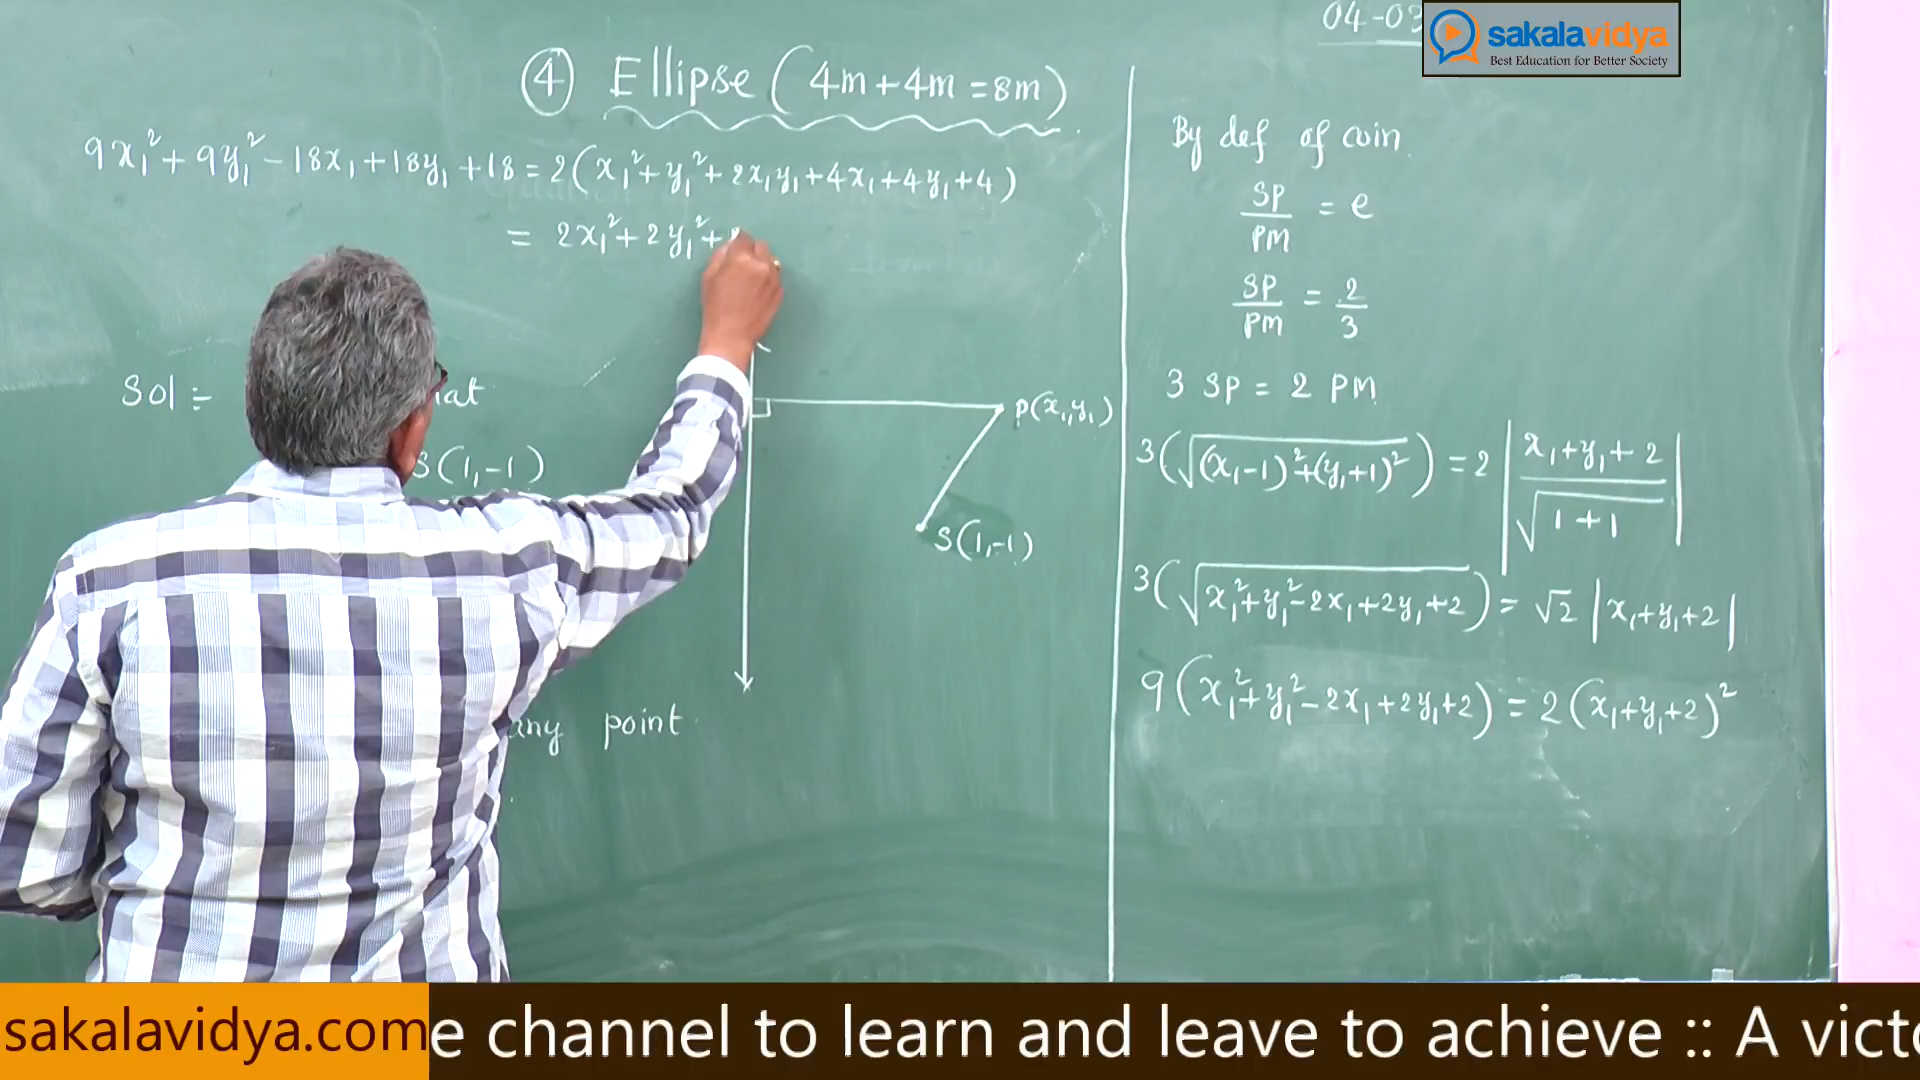 04-03
sakalavidya
Best Education for Better Society
④ Ellipse (4m+4m=8m)
9x₁²+9y₁²-18x₁+18y₁+18=2(x₁²+y₁²+2x₁y₁+4x₁+4y₁+4)
= 2x₁²+2y₁²+
Sol :-
S(1,-1)
P(x₁,y₁)
S(1,-1)
any point
By def of coin
SP/PM = e
SP/PM = 2/3
3 SP = 2 PM
3(√(x₁-1)²+(y₁+1)²) = 2 |x₁+y₁+2/√1+1|
3(√x₁²+y₁²-2x₁+2y₁+2) = √2 |x₁+y₁+2|
9(x₁²+y₁²-2x₁+2y₁+2) = 2(x₁+y₁+2)²
sakalavidya.com
e channel to learn and leave to achieve :: A victo